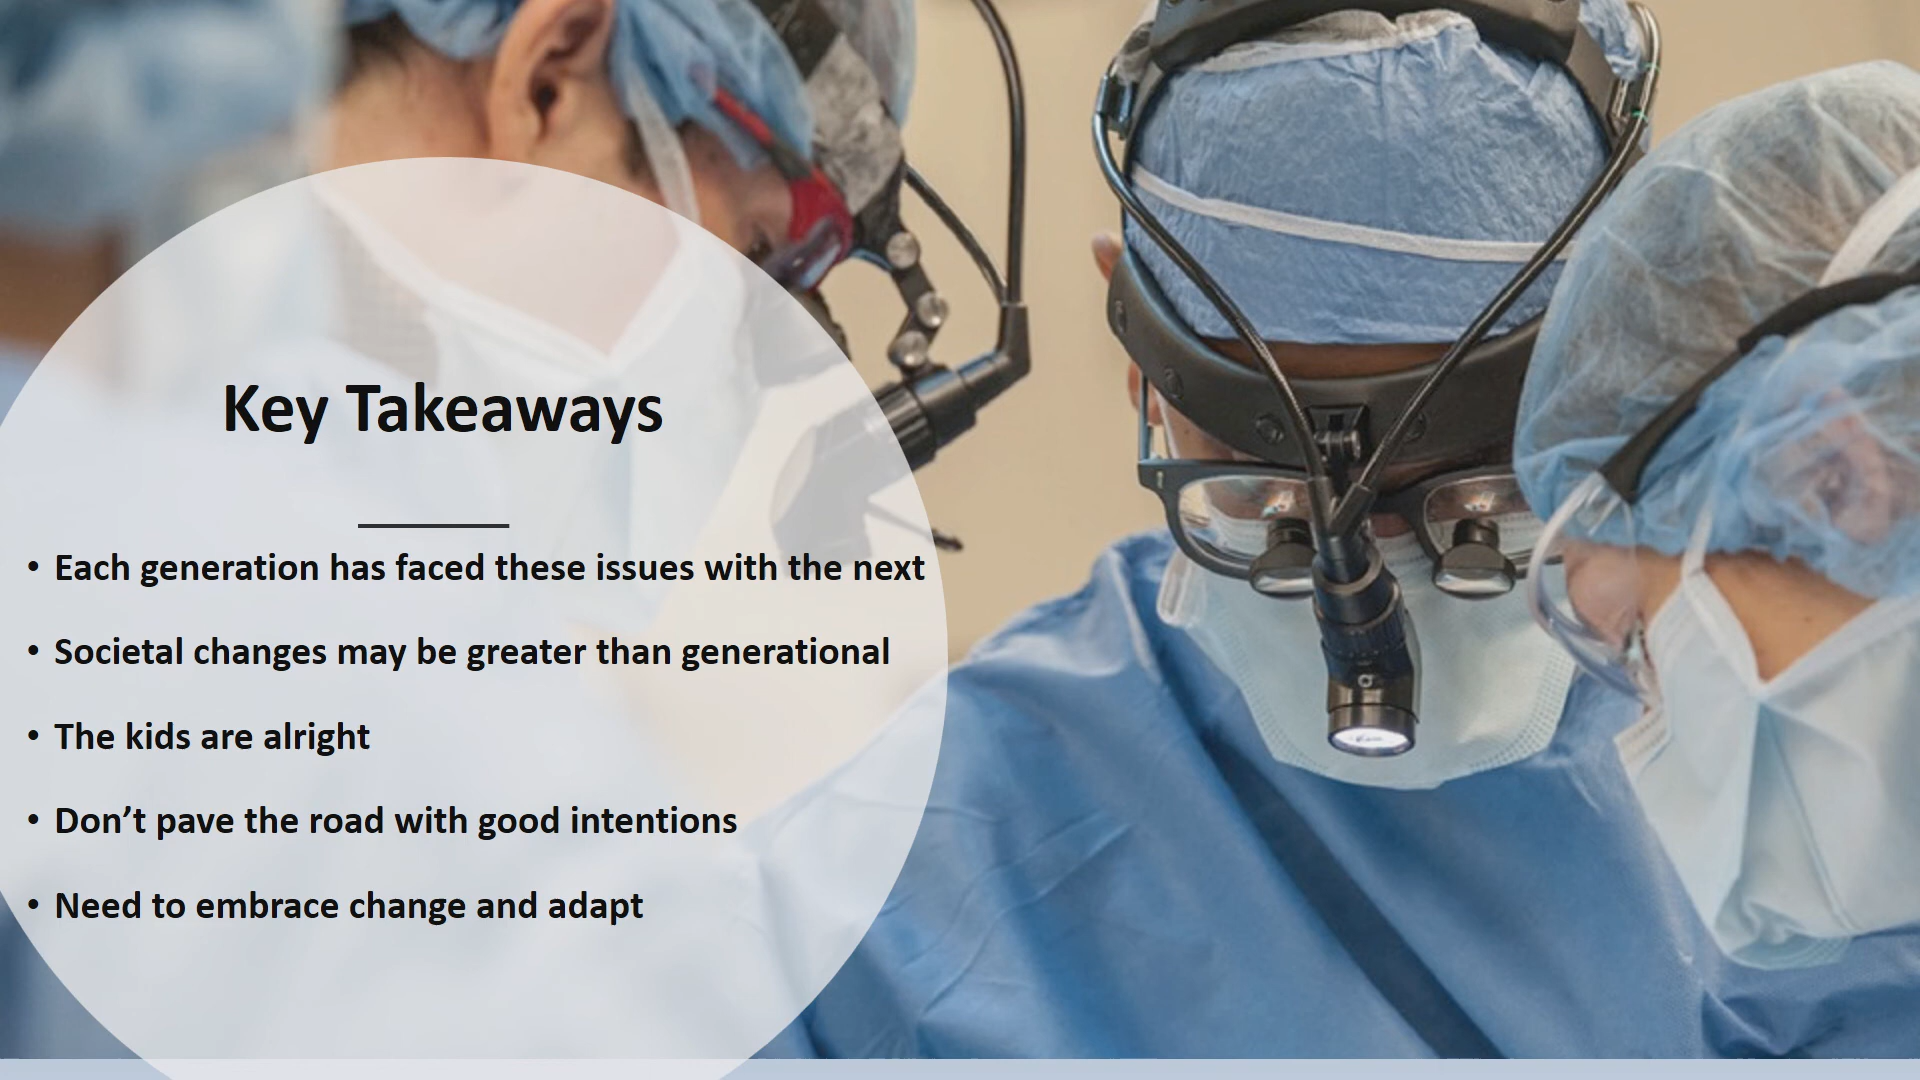 Key Takeaways
• Each generation has faced these issues with the next
• Societal changes may be greater than generational
• The kids are alright
• Don’t pave the road with good intentions
• Need to embrace change and adapt